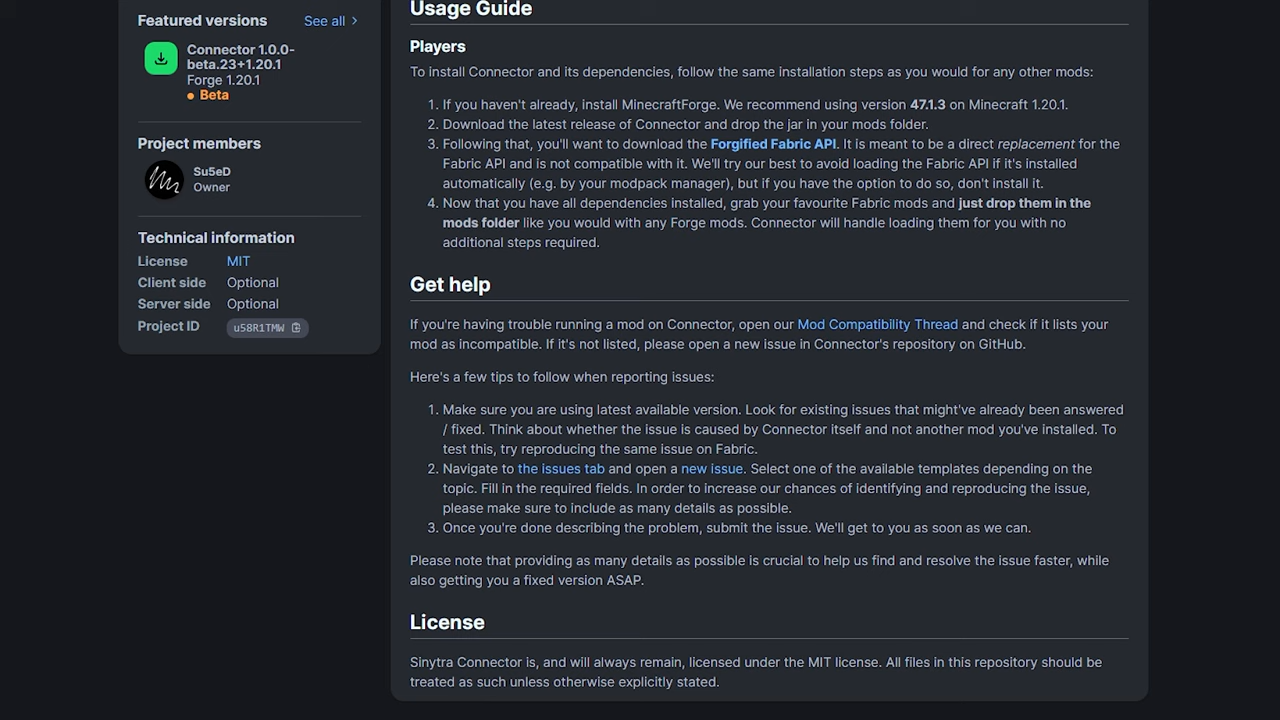 Featured versions
See all
Connector 1.0.0-
beta.23+1.20.1
Forge 1.20.1
Beta
Project members
Su5eD
Owner
Technical information
License MIT
Client side Optional
Server side Optional
Project ID u58R1TMW
Usage Guide
Players
To install Connector and its dependencies, follow the same installation steps as you would for any other mods:
1. If you haven't already, install MinecraftForge. We recommend using version 47.1.3 on Minecraft 1.20.1.
2. Download the latest release of Connector and drop the jar in your mods folder.
3. Following that, you'll want to download the Forgified Fabric API. It is meant to be a direct replacement for the
Fabric API and is not compatible with it. We'll try our best to avoid loading the Fabric API if it's installed
automatically (e.g. by your modpack manager), but if you have the option to do so, don't install it.
4. Now that you have all dependencies installed, grab your favourite Fabric mods and just drop them in the
mods folder like you would with any Forge mods. Connector will handle loading them for you with no
additional steps required.
Get help
If you're having trouble running a mod on Connector, open our Mod Compatibility Thread and check if it lists your
mod as incompatible. If it's not listed, please open a new issue in Connector's repository on GitHub.
Here's a few tips to follow when reporting issues:
1. Make sure you are using latest available version. Look for existing issues that might've already been answered
/ fixed. Think about whether the issue is caused by Connector itself and not another mod you've installed. To
test this, try reproducing the same issue on Fabric.
2. Navigate to the issues tab and open a new issue. Select one of the available templates depending on the
topic. Fill in the required fields. In order to increase our chances of identifying and reproducing the issue,
please make sure to include as many details as possible.
3. Once you're done describing the problem, submit the issue. We'll get to you as soon as we can.
Please note that providing as many details as possible is crucial to help us find and resolve the issue faster, while
also getting you a fixed version ASAP.
License
Sinytra Connector is, and will always remain, licensed under the MIT license. All files in this repository should be
treated as such unless otherwise explicitly stated.